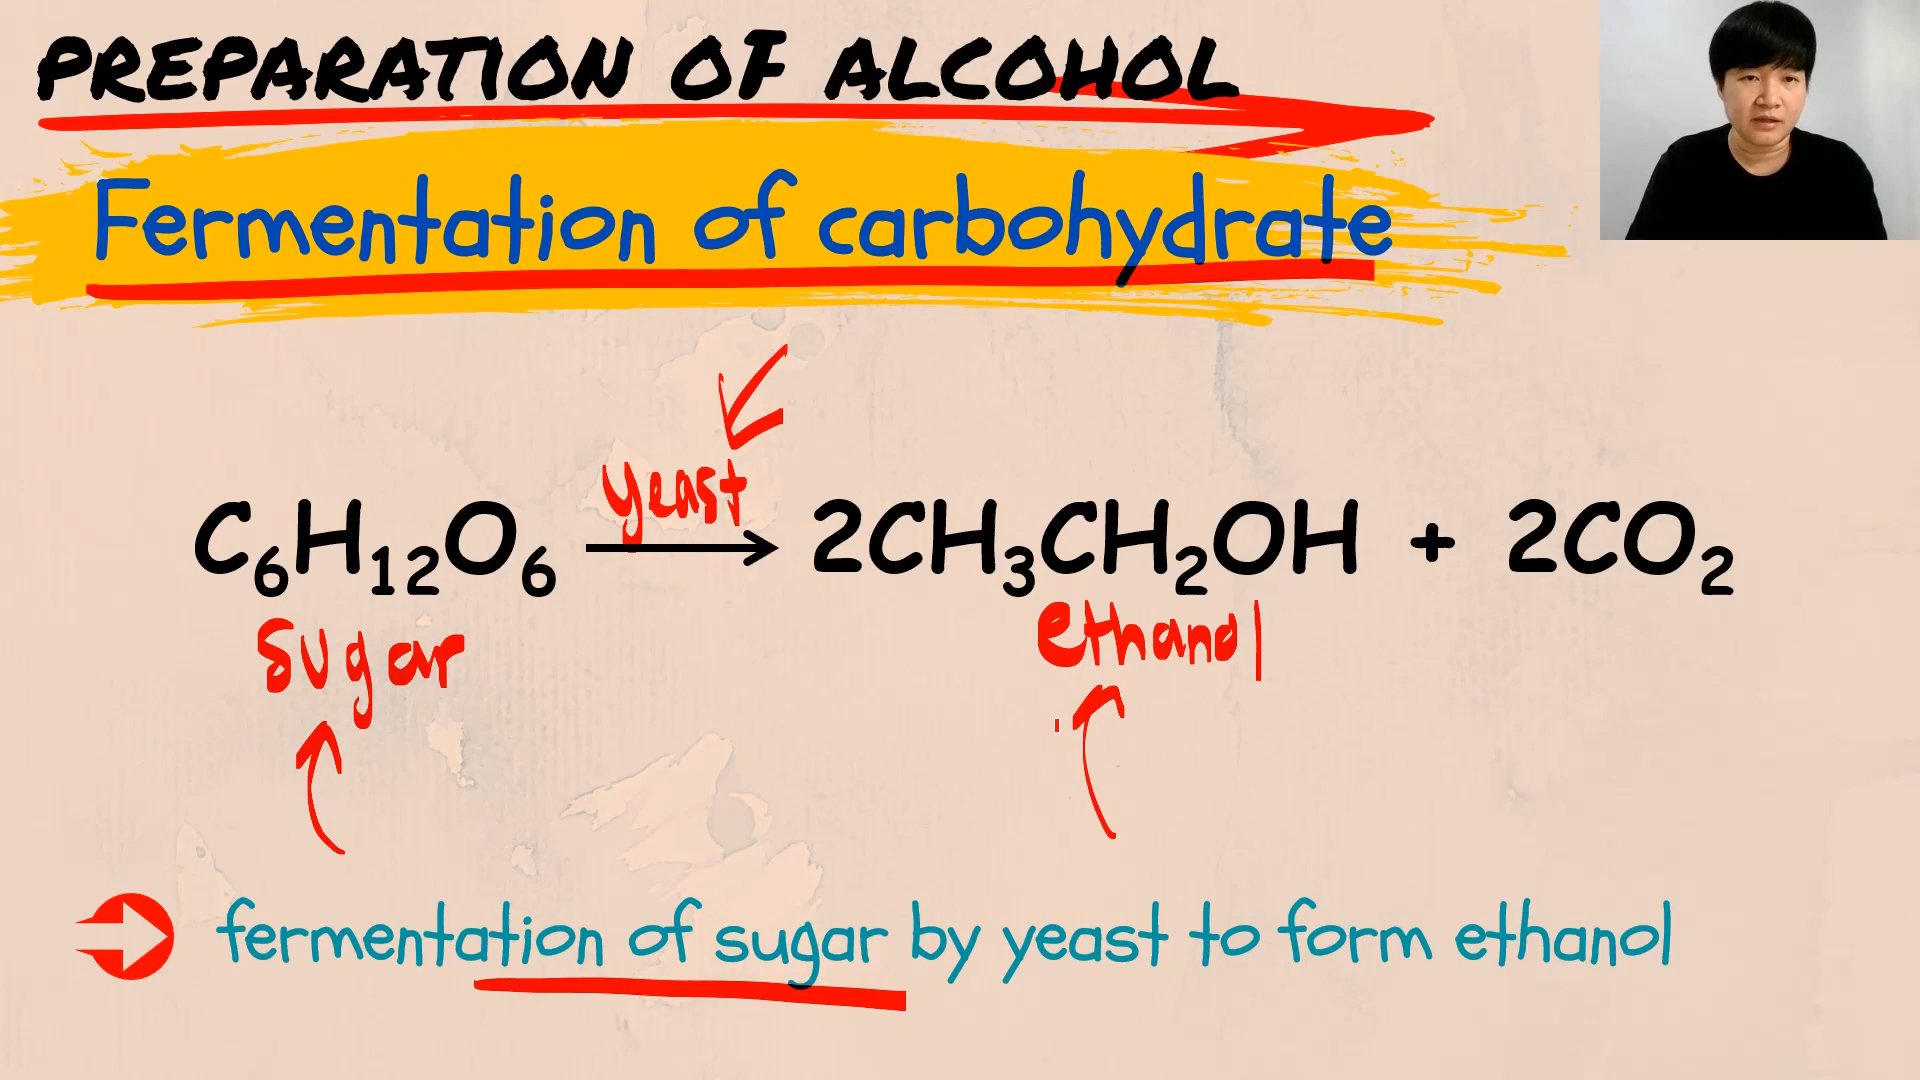 PREPARATION OF ALCOHOL
Fermentation of carbohydrate
yeast
C₆H₁₂O₆ → 2CH₃CH₂OH + 2CO₂
sugar ethanol
fermentation of sugar by yeast to form ethanol